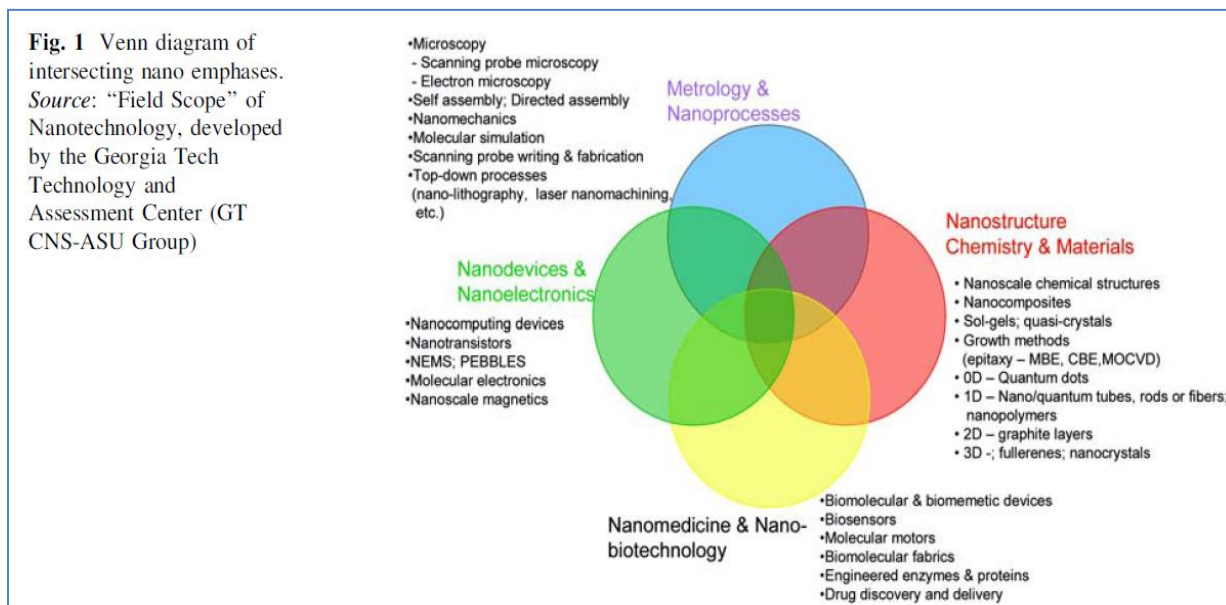 Fig. 1 Venn diagram of
intersecting nano emphases.
Source: “Field Scope” of
Nanotechnology, developed
by the Georgia Tech
Technology and
Assessment Center (GT
CNS-ASU Group)
•Microscopy
- Scanning probe microscopy
- Electron microscopy
•Self assembly; Directed assembly
•Nanomechanics
•Molecular simulation
•Scanning probe writing & fabrication
•Top-down processes
(nano-lithography, laser nanomachining,
etc.)
Metrology &
Nanoprocesses
Nanodevices &
Nanoelectronics
•Nanocomputing devices
•Nanotransistors
•NEMS; PEBBLES
•Molecular electronics
•Nanoscale magnetics
Nanostructure
Chemistry & Materials
• Nanoscale chemical structures
• Nanocomposites
• Sol-gels; quasi-crystals
• Growth methods
(epitaxy – MBE, CBE,MOCVD)
• 0D – Quantum dots
• 1D – Nano/quantum tubes, rods or fibers;
nanopolymers
• 2D – graphite layers
• 3D -; fullerenes; nanocrystals
Nanomedicine & Nano-
biotechnology
•Biomolecular & biomemetic devices
•Biosensors
•Molecular motors
•Biomolecular fabrics
•Engineered enzymes & proteins
•Drug discovery and delivery